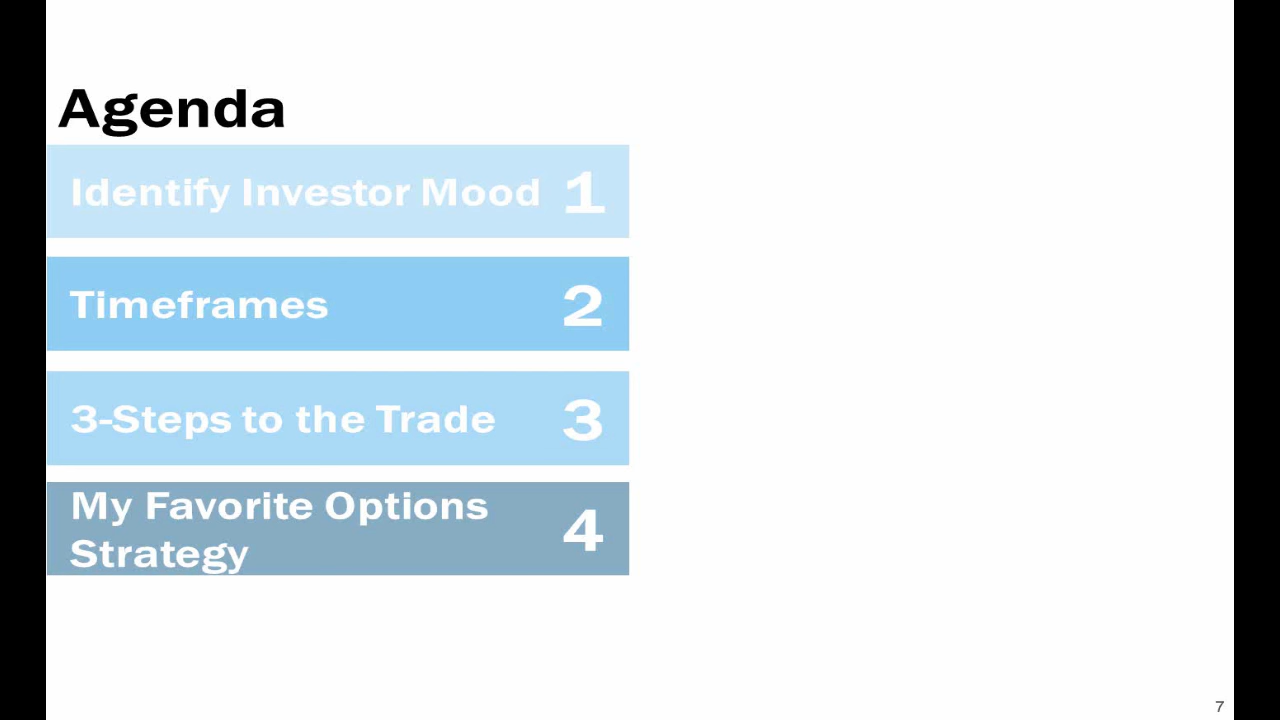 Agenda
Identify Investor Mood 1
Timeframes 2
3-Steps to the Trade 3
My Favorite Options
Strategy 4
7